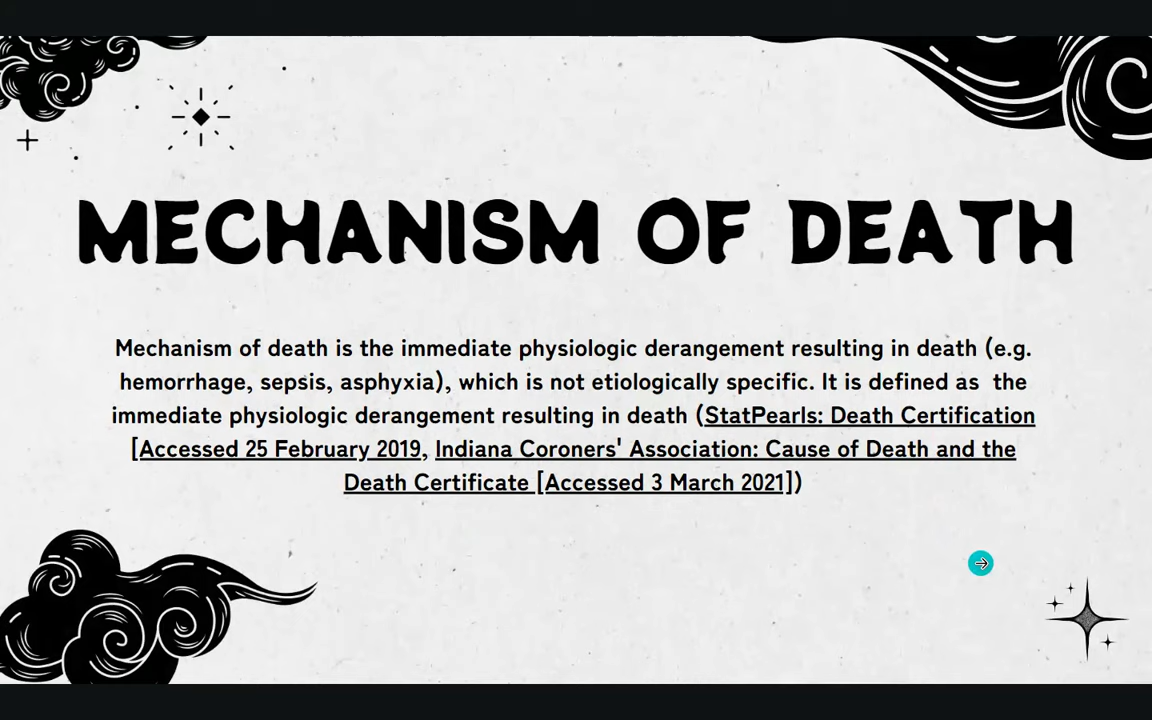 MECHANISM OF DEATH
Mechanism of death is the immediate physiologic derangement resulting in death (e.g.
hemorrhage, sepsis, asphyxia), which is not etiologically specific. It is defined as  the
immediate physiologic derangement resulting in death (StatPearls: Death Certification
[Accessed 25 February 2019, Indiana Coroners' Association: Cause of Death and the
Death Certificate [Accessed 3 March 2021])